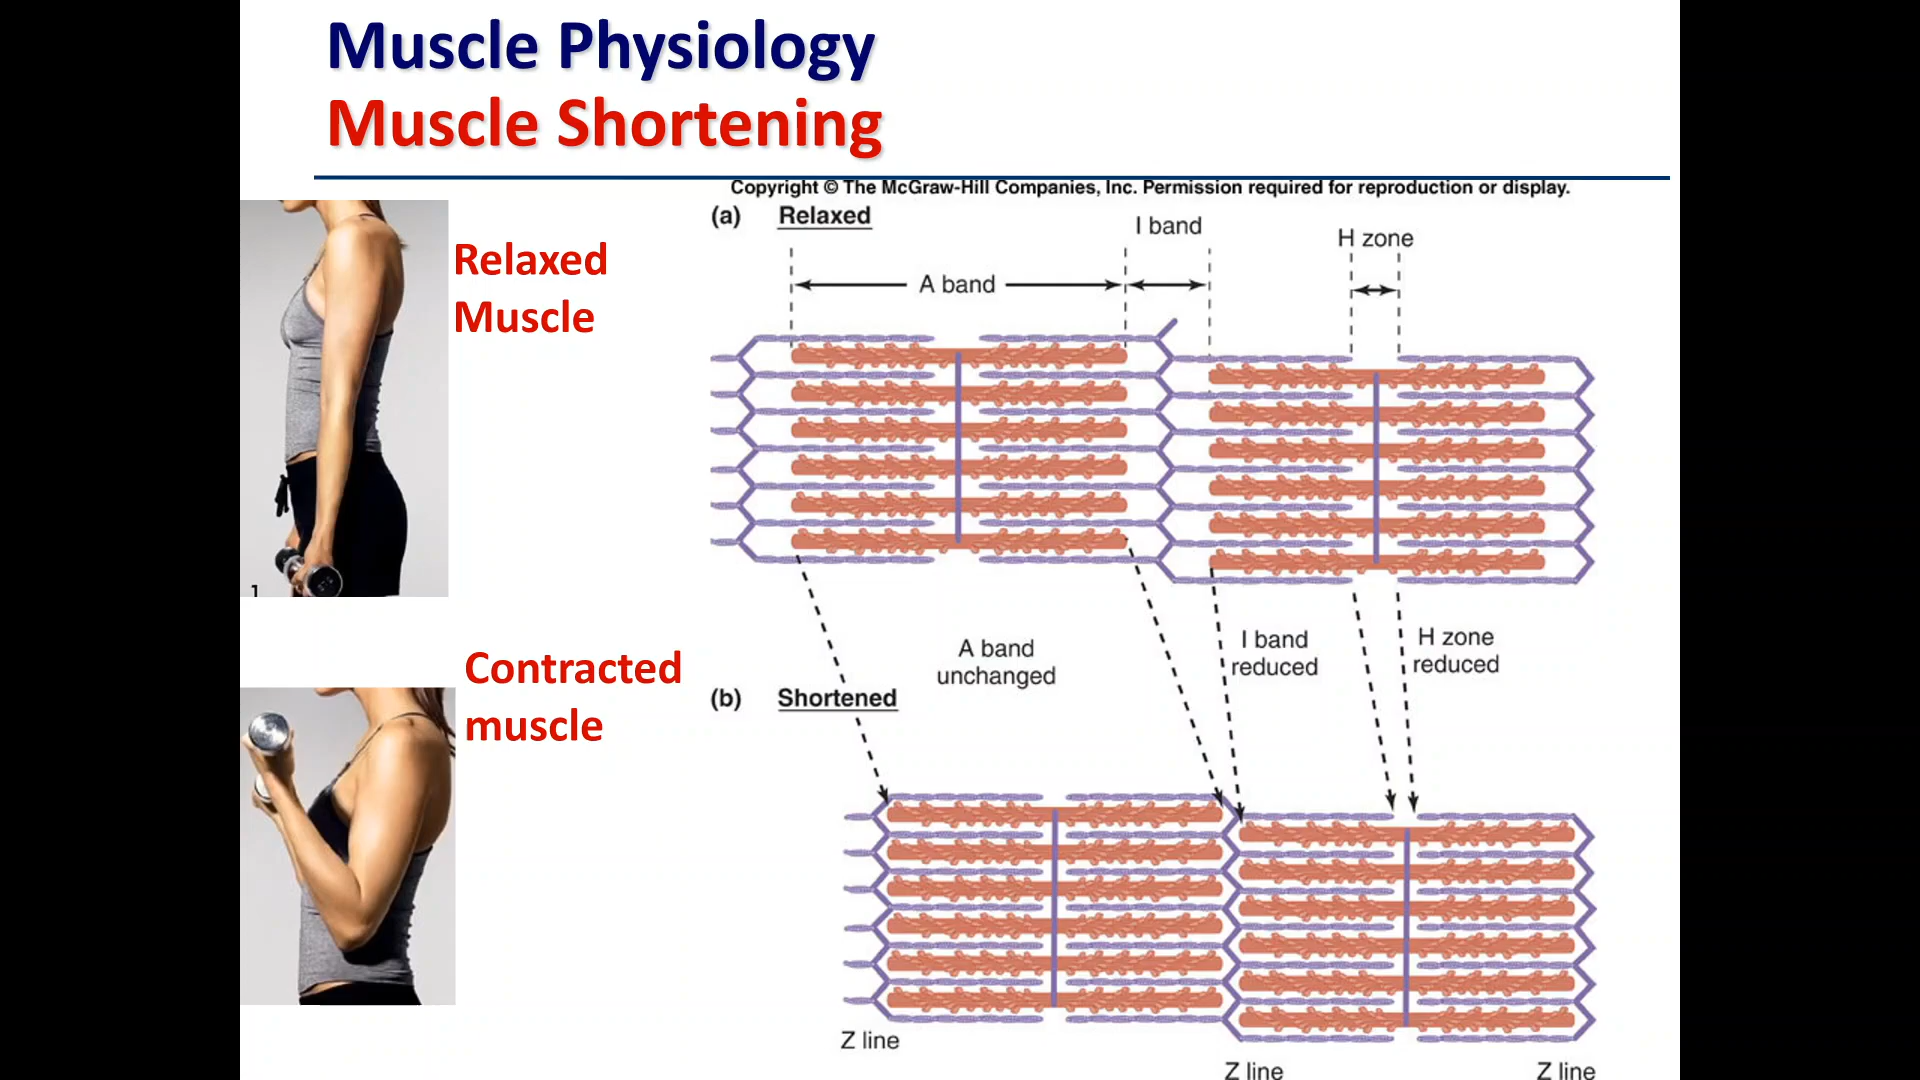 Muscle Physiology
Muscle Shortening
Copyright © The McGraw-Hill Companies, Inc. Permission required for reproduction or display.
(a) Relaxed
I band
H zone
A band
Relaxed
Muscle
1
A band
unchanged
I band
reduced
H zone
reduced
(b) Shortened
Contracted
muscle
Z line
Z line
Z line